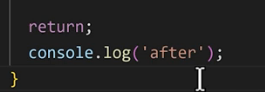 return;
console.log('after');
}